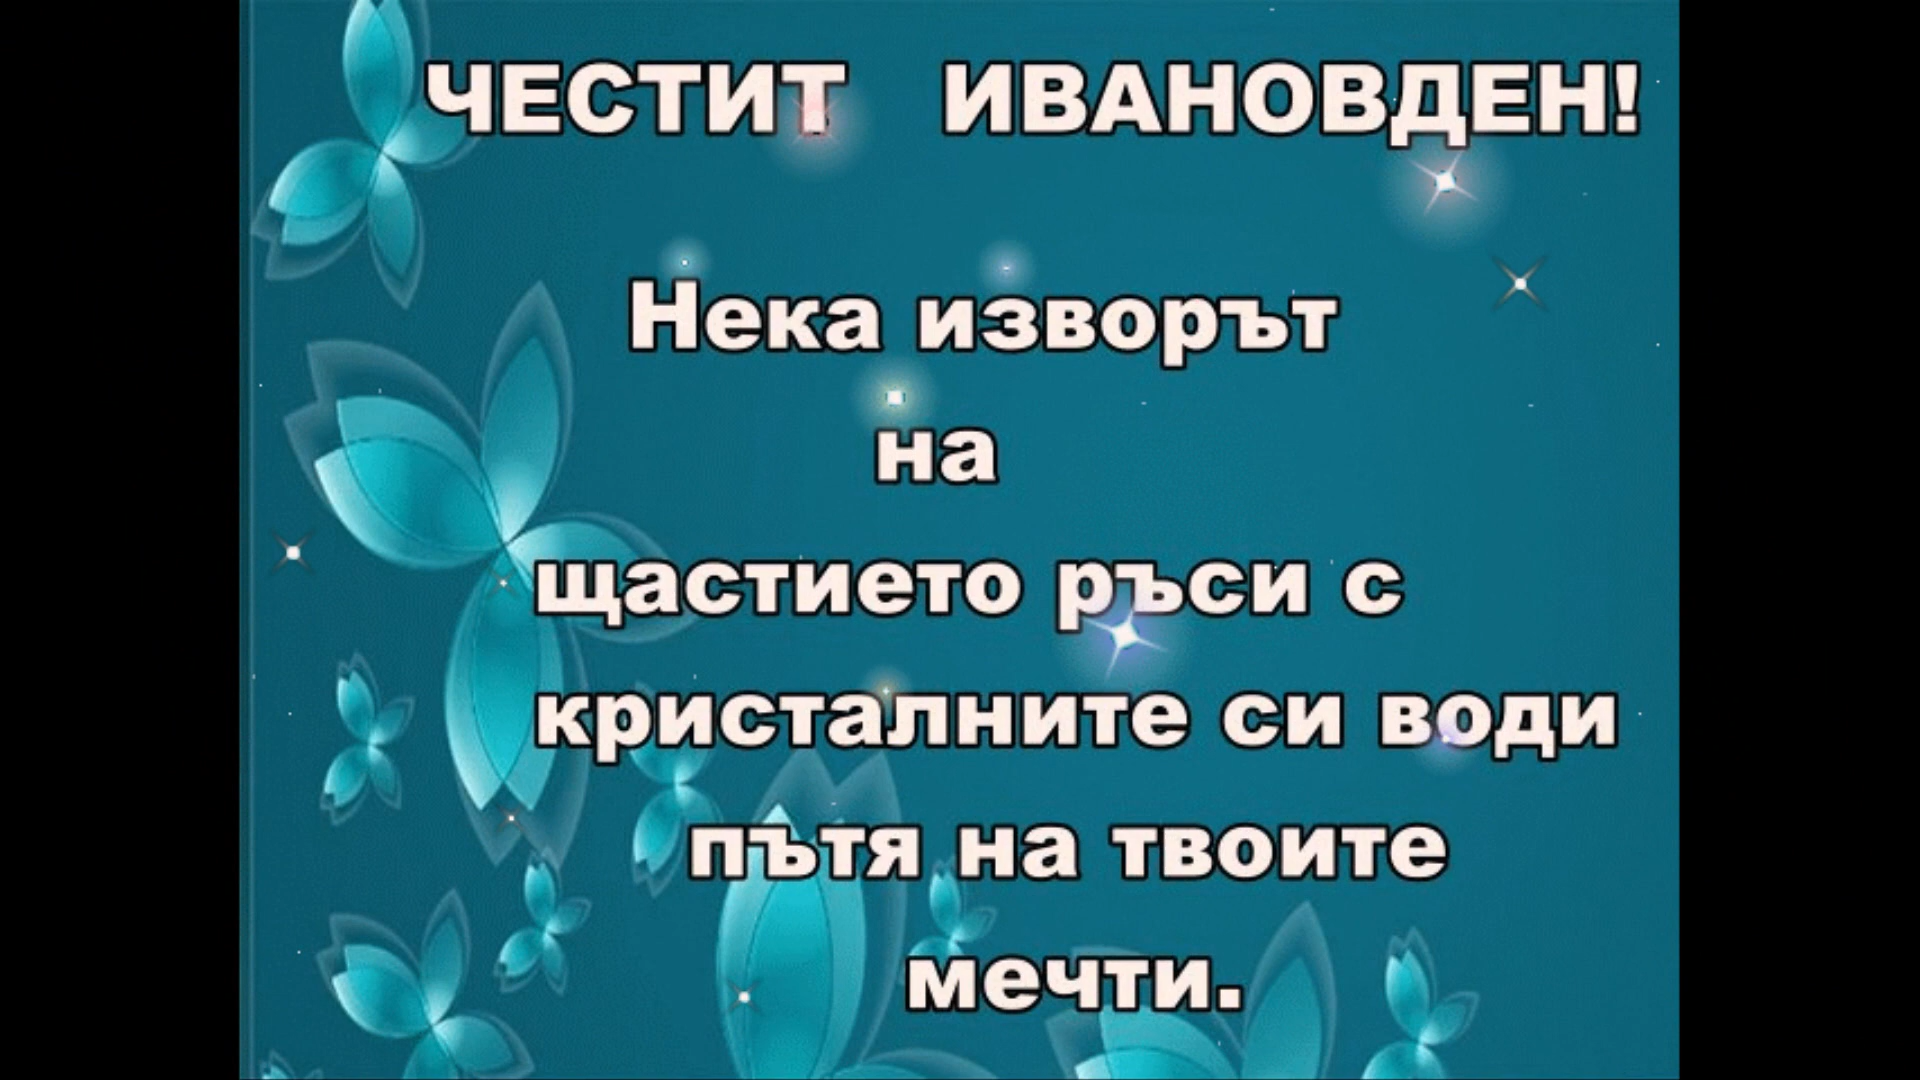 ЧЕСТИТ ИВАНОВДЕН!
Нека изворът
на
щастието ръси с
кристалните си води
пътя на твоите
мечти.